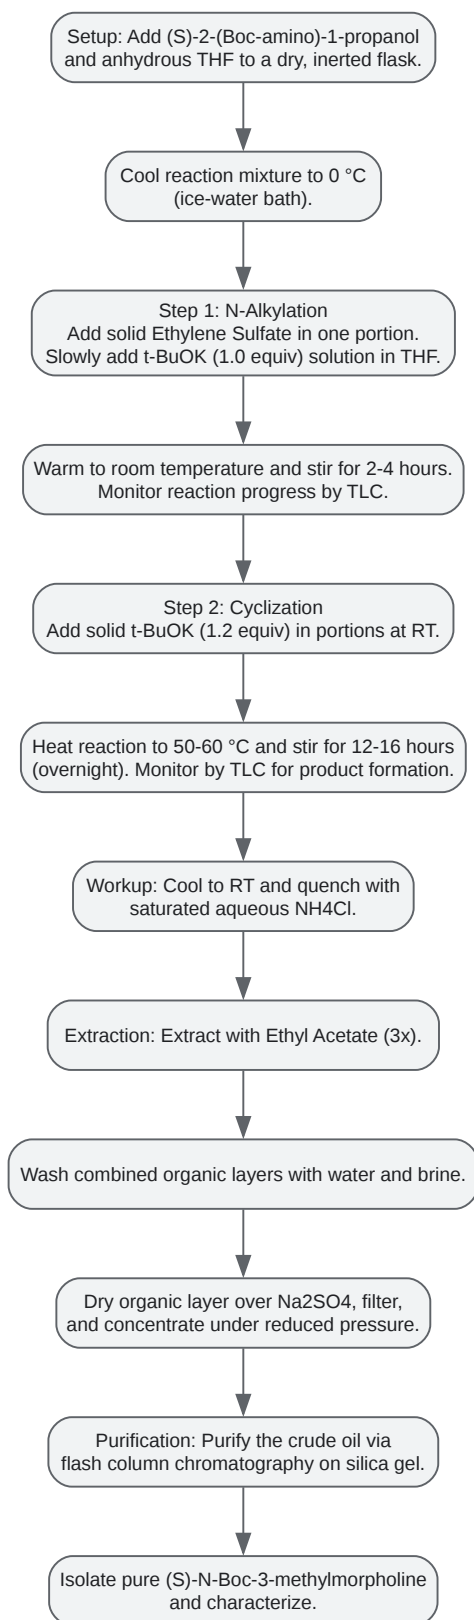 Setup: Add (S)-2-(Boc-amino)-1-propanol
and anhydrous THF to a dry, inerted flask.
Cool reaction mixture to 0 °C
(ice-water bath).
Step 1: N-Alkylation
Add solid Ethylene Sulfate in one portion.
Slowly add t-BuOK (1.0 equiv) solution in THF.
Warm to room temperature and stir for 2-4 hours.
Monitor reaction progress by TLC.
Step 2: Cyclization
Add solid t-BuOK (1.2 equiv) in portions at RT.
Heat reaction to 50-60 °C and stir for 12-16 hours
(overnight). Monitor by TLC for product formation.
Workup: Cool to RT and quench with
saturated aqueous NH4Cl.
Extraction: Extract with Ethyl Acetate (3x).
Wash combined organic layers with water and brine.
Dry organic layer over Na2SO4, filter,
and concentrate under reduced pressure.
Purification: Purify the crude oil via
flash column chromatography on silica gel.
Isolate pure (S)-N-Boc-3-methylmorpholine
and characterize.